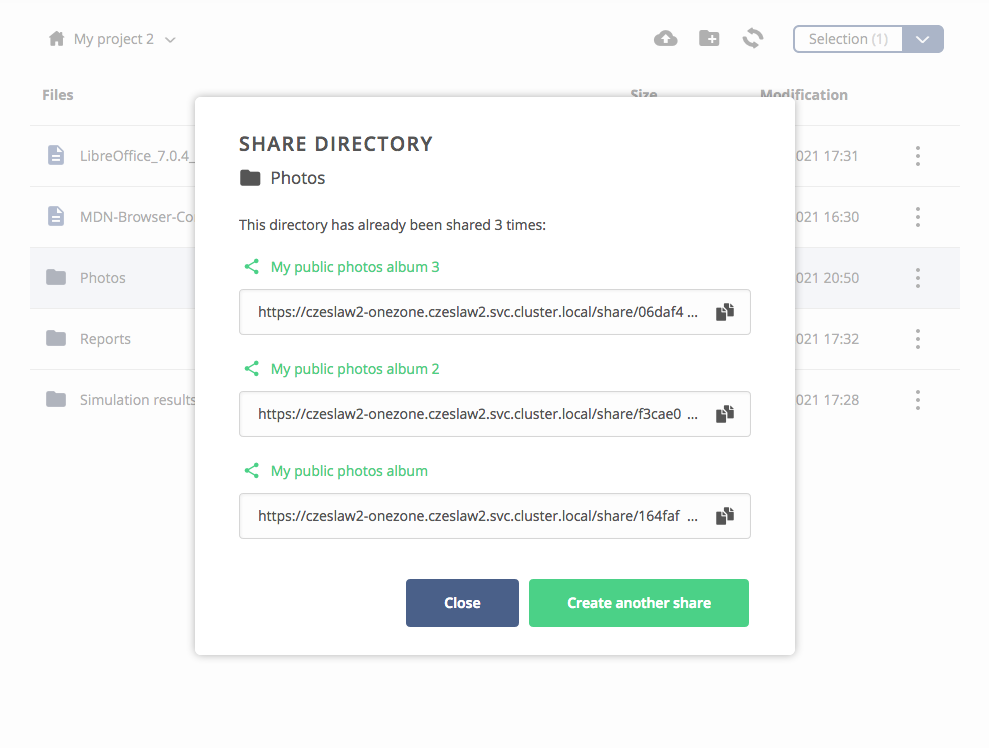 My project 2
Selection (1)
Files Size Modification
SHARE DIRECTORY
Photos
This directory has already been shared 3 times:
My public photos album 3
https://czeslaw2-onezone.czeslaw2.svc.cluster.local/share/06daf4 ...
My public photos album 2
https://czeslaw2-onezone.czeslaw2.svc.cluster.local/share/f3cae0 ...
My public photos album
https://czeslaw2-onezone.czeslaw2.svc.cluster.local/share/164faf ...
Close
Create another share
LibreOffice_7.0.4_ 021 17:31
MDN-Browser-Co 021 16:30
Photos 021 20:50
Reports 021 17:32
Simulation results 021 17:28